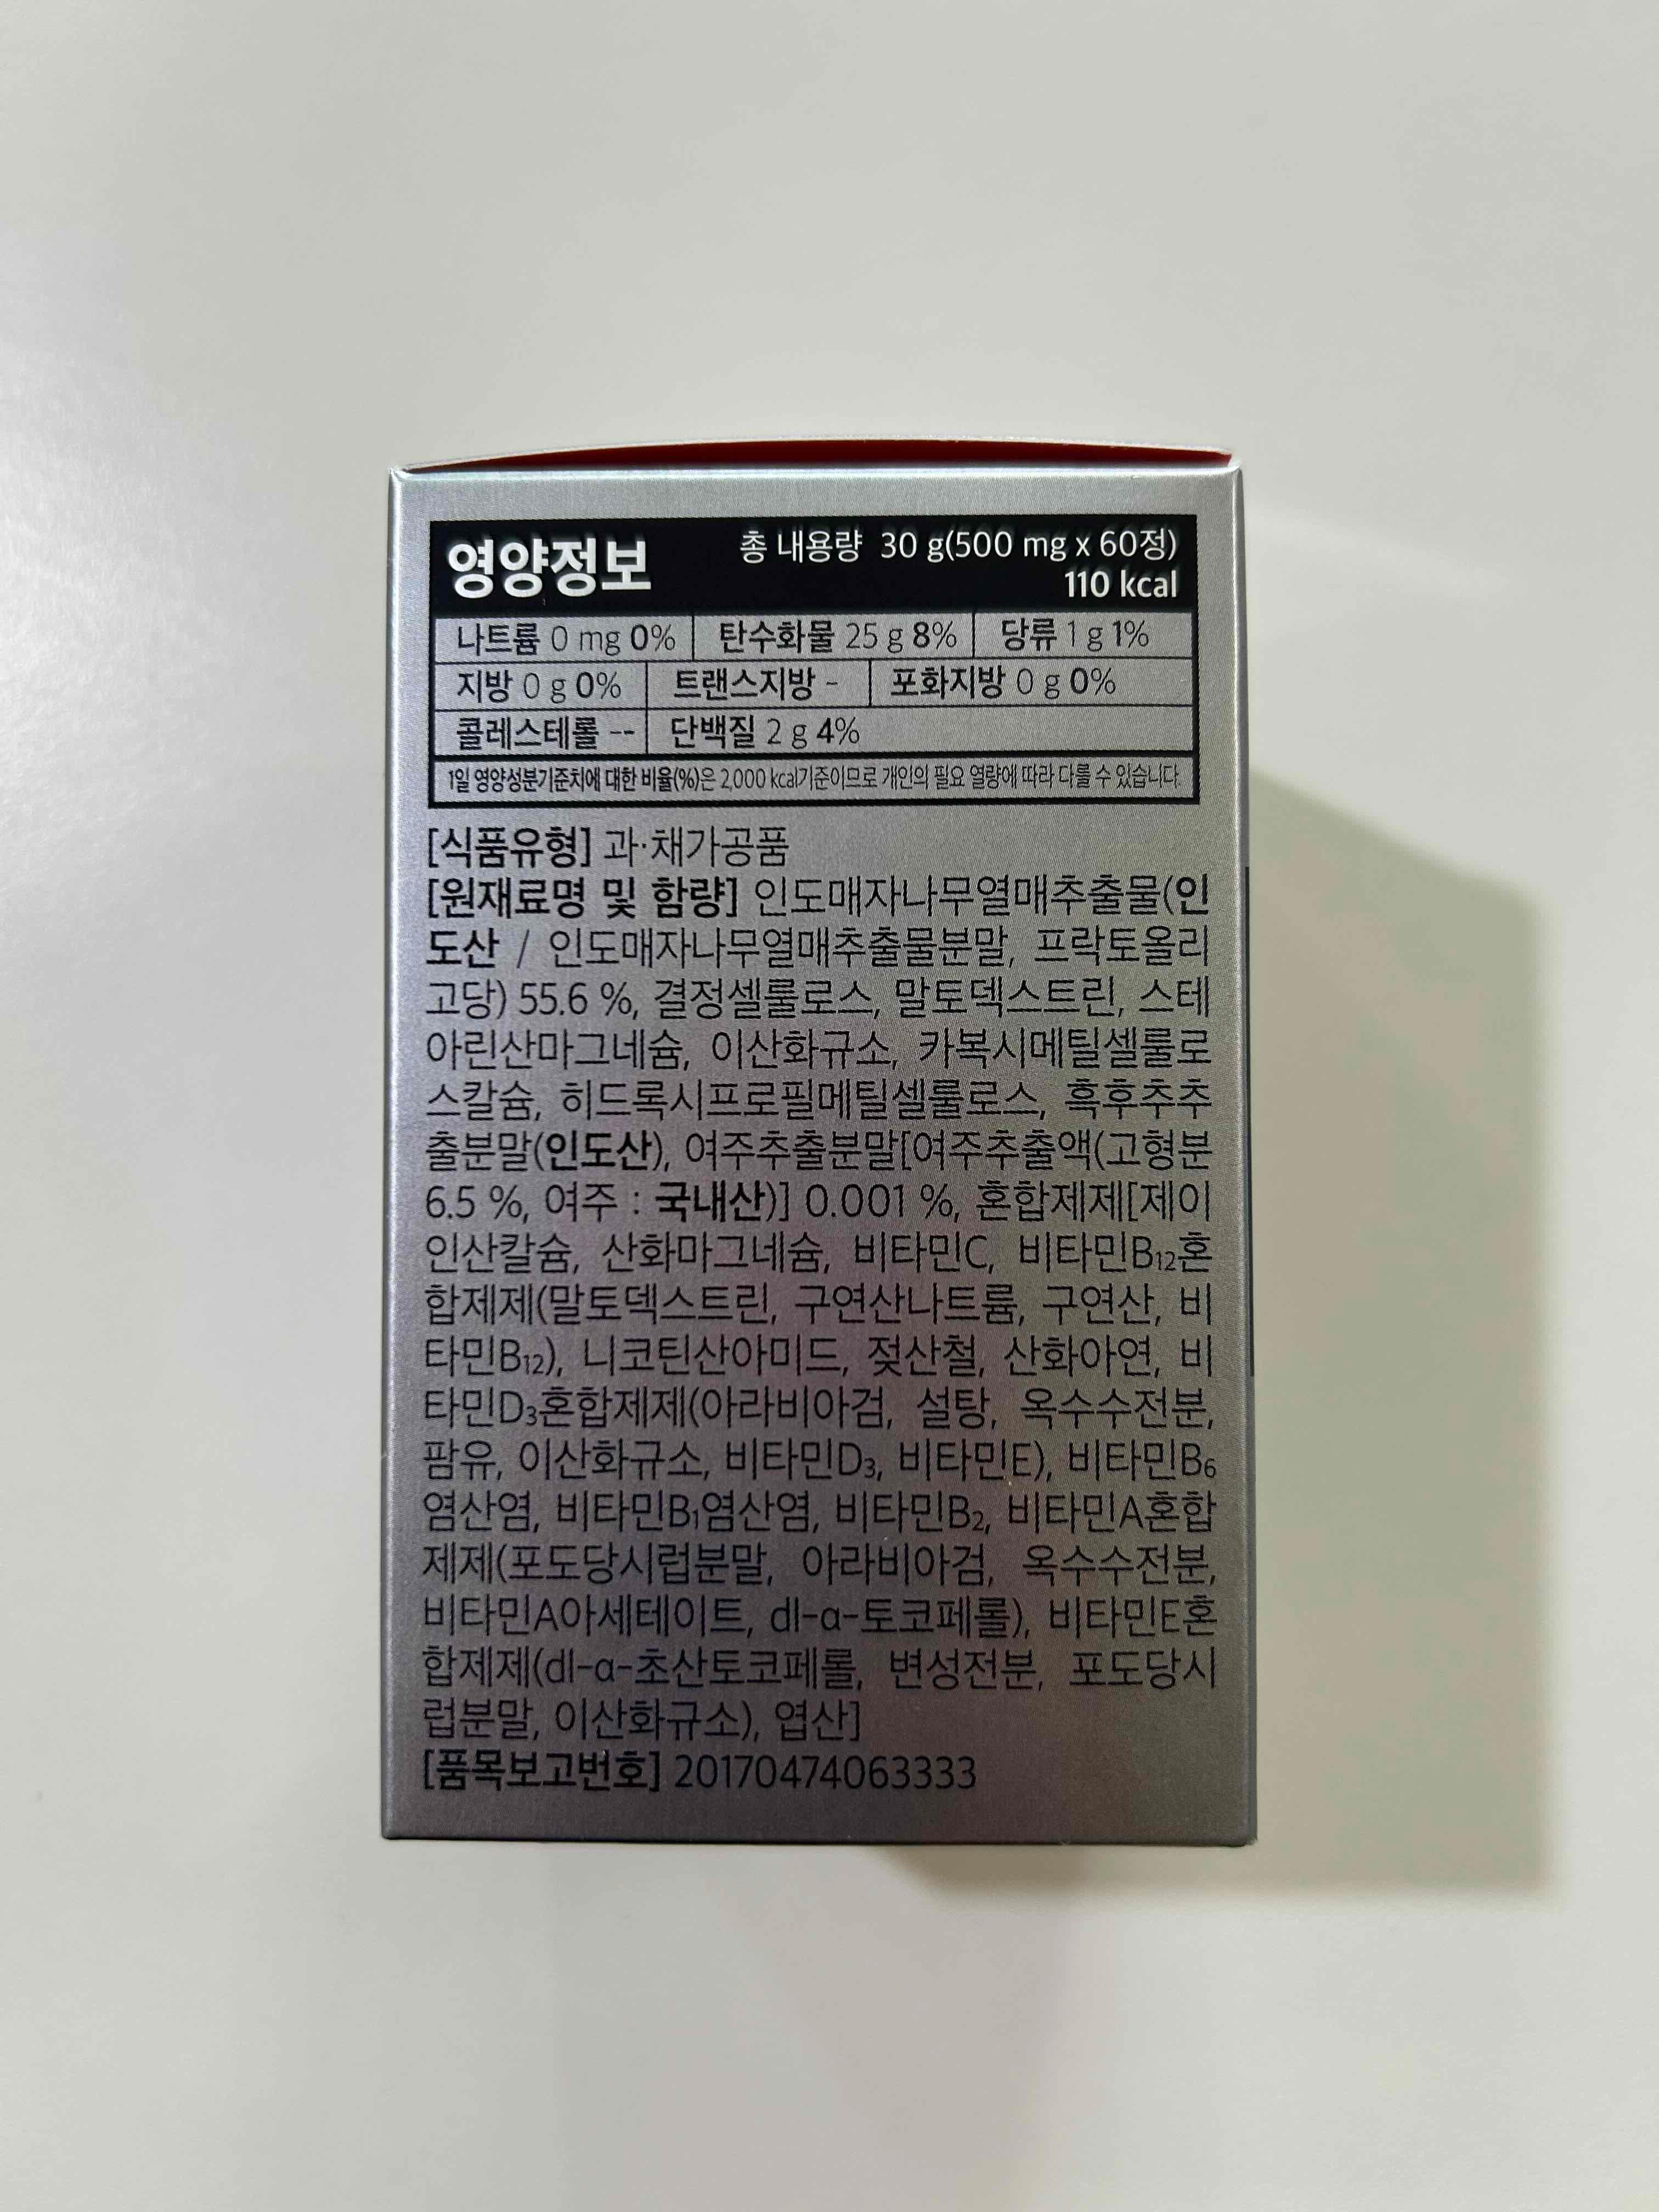 영양정보 총 내용량 30 g(500 mg x 60정)
110 kcal
나트륨 0 mg 0% 탄수화물 25 g 8% 당류 1 g 1%
지방 0 g 0% 트랜스지방 - 포화지방 0 g 0%
콜레스테롤 -- 단백질 2 g 4%
1일 영양성분기준치에 대한 비율(%)은 2,000 kcal기준이므로 개인의 필요 열량에 따라 다를 수 있습니다.
[식품유형] 과·채가공품
[원재료명 및 함량] 인도매자나무열매추출물(인
도산 / 인도매자나무열매추출물분말, 프락토올리
고당) 55.6 %, 결정셀룰로스, 말토덱스트린, 스테
아린산마그네슘, 이산화규소, 카복시메틸셀룰로
스칼슘, 히드록시프로필메틸셀룰로스, 흑후추추
출분말(인도산), 여주추출분말[여주추출액(고형분
6.5 %, 여주 : 국내산)] 0.001 %, 혼합제제[제이
인산칼슘, 산화마그네슘, 비타민C, 비타민B₁₂혼
합제제(말토덱스트린, 구연산나트륨, 구연산, 비
타민B₁₂), 니코틴산아미드, 젖산철, 산화아연, 비
타민D₃혼합제제(아라비아검, 설탕, 옥수수전분,
팜유, 이산화규소, 비타민D₃, 비타민E), 비타민B₆
염산염, 비타민B₁염산염, 비타민B₂, 비타민A혼합
제제(포도당시럽분말, 아라비아검, 옥수수전분,
비타민A아세테이트, dl-α-토코페롤), 비타민E혼
합제제(dl-α-초산토코페롤, 변성전분, 포도당시
럽분말, 이산화규소), 엽산]
[품목보고번호] 20170474063333